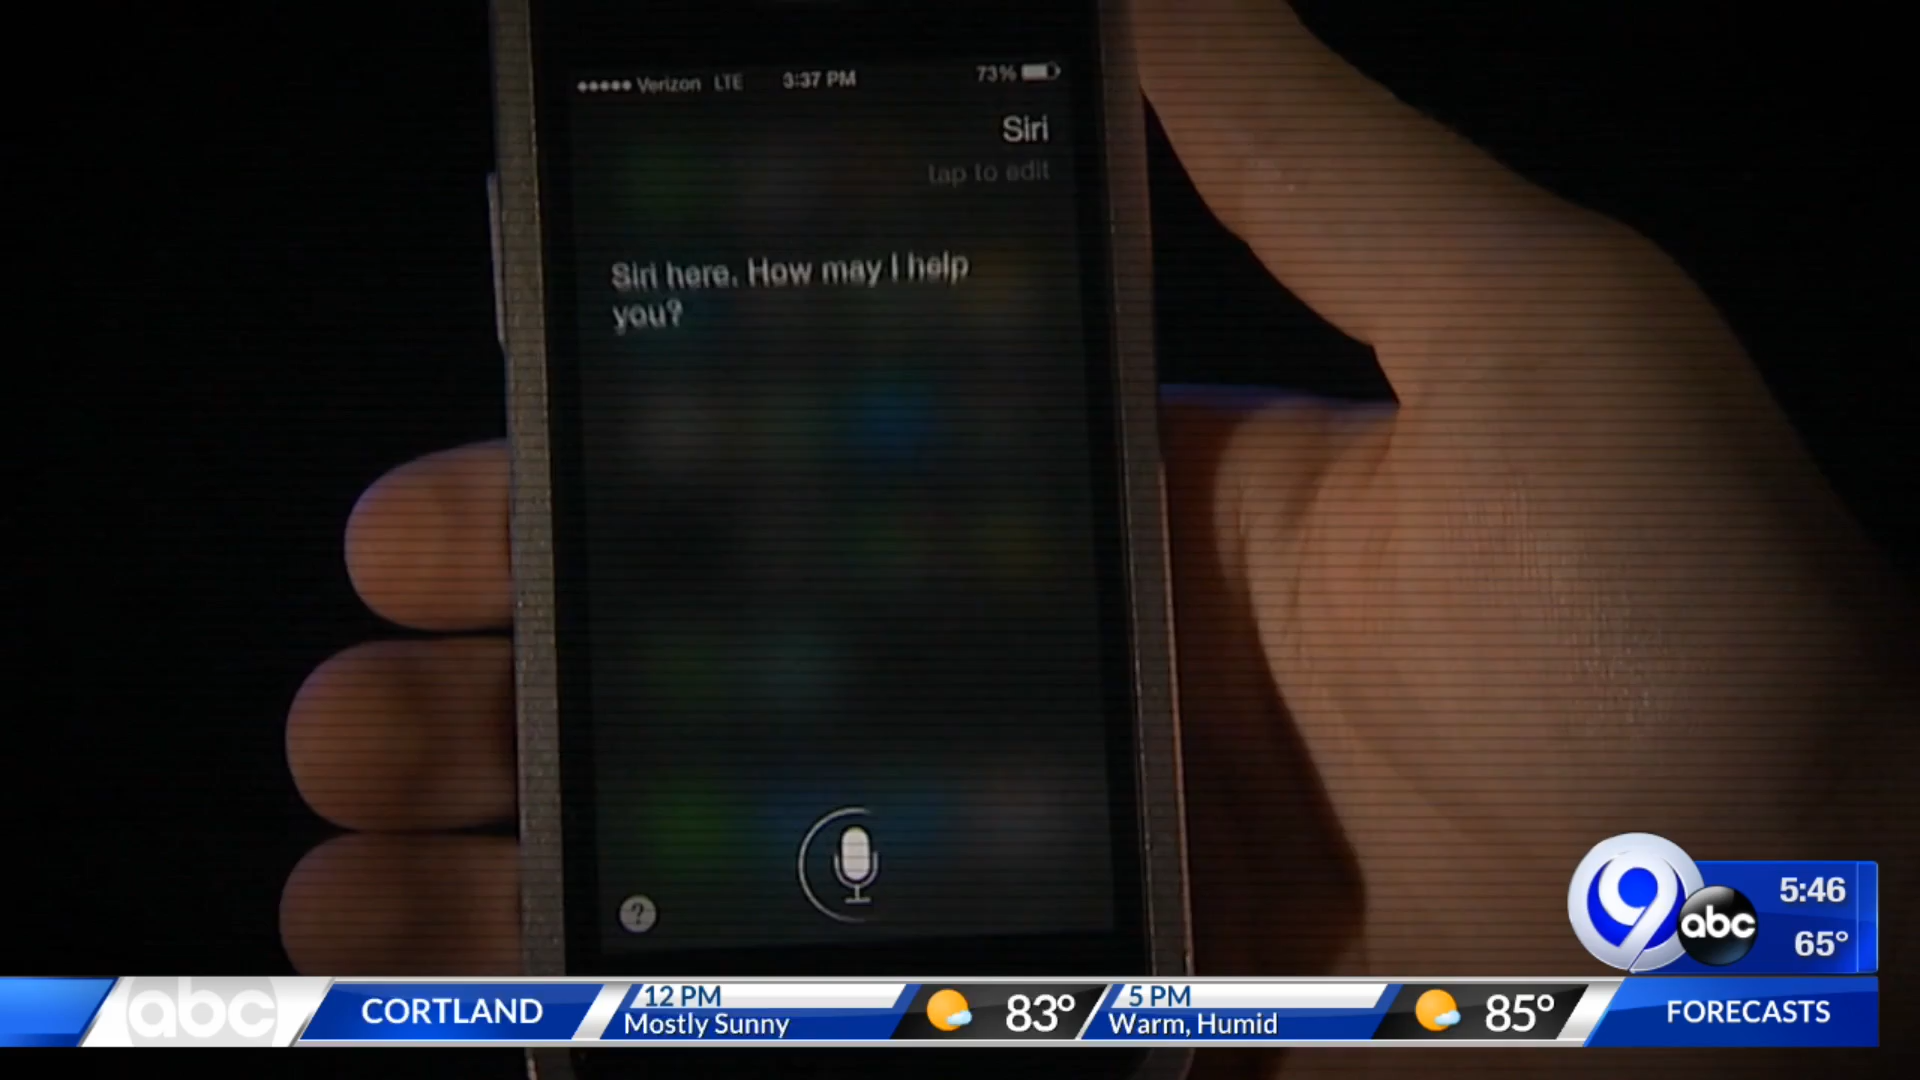 Verizon LTE 3:37 PM 73%
Siri
tap to edit
Siri here. How may I help
you?
?
9 abc
5:46
65°
abc
CORTLAND
12 PM
Mostly Sunny
83°
5 PM
Warm, Humid
85°
FORECASTS